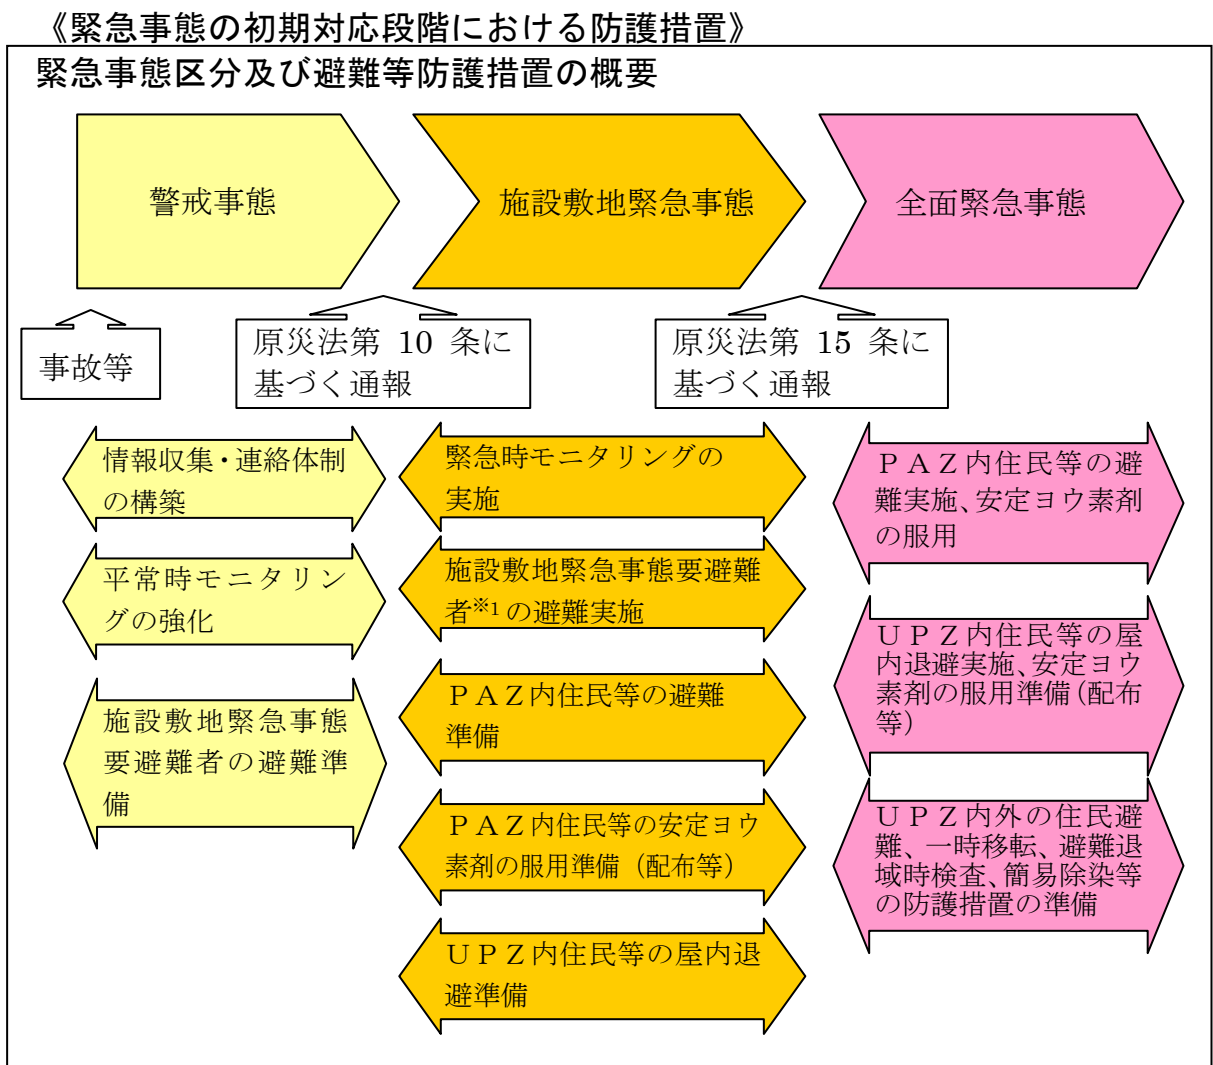 《緊急事態の初期対応段階における防護措置》
緊急事態区分及び避難等防護措置の概要
警戒事態
施設敷地緊急事態
全面緊急事態
事故等
原災法第 10 条に
基づく通報
原災法第 15 条に
基づく通報
情報収集・連絡体制
の構築
平常時モニタリン
グの強化
施設敷地緊急事態
要避難者の避難準
備
緊急時モニタリングの
実施
施設敷地緊急事態要避難
者※1の避難実施
ＰＡＺ内住民等の避難
準備
ＰＡＺ内住民等の安定ヨウ
素剤の服用準備（配布等）
ＵＰＺ内住民等の屋内退
避準備
ＰＡＺ内住民等の避
難実施、安定ヨウ素剤
の服用
ＵＰＺ内住民等の屋
内退避実施、安定ヨウ
素剤の服用準備（配布
等）
ＵＰＺ内外の住民避
難、一時移転、避難退
域時検査、簡易除染等
の防護措置の準備